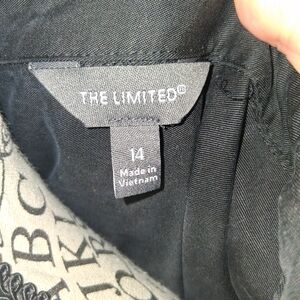 THE LIMITED®
14
Made in
Vietnam